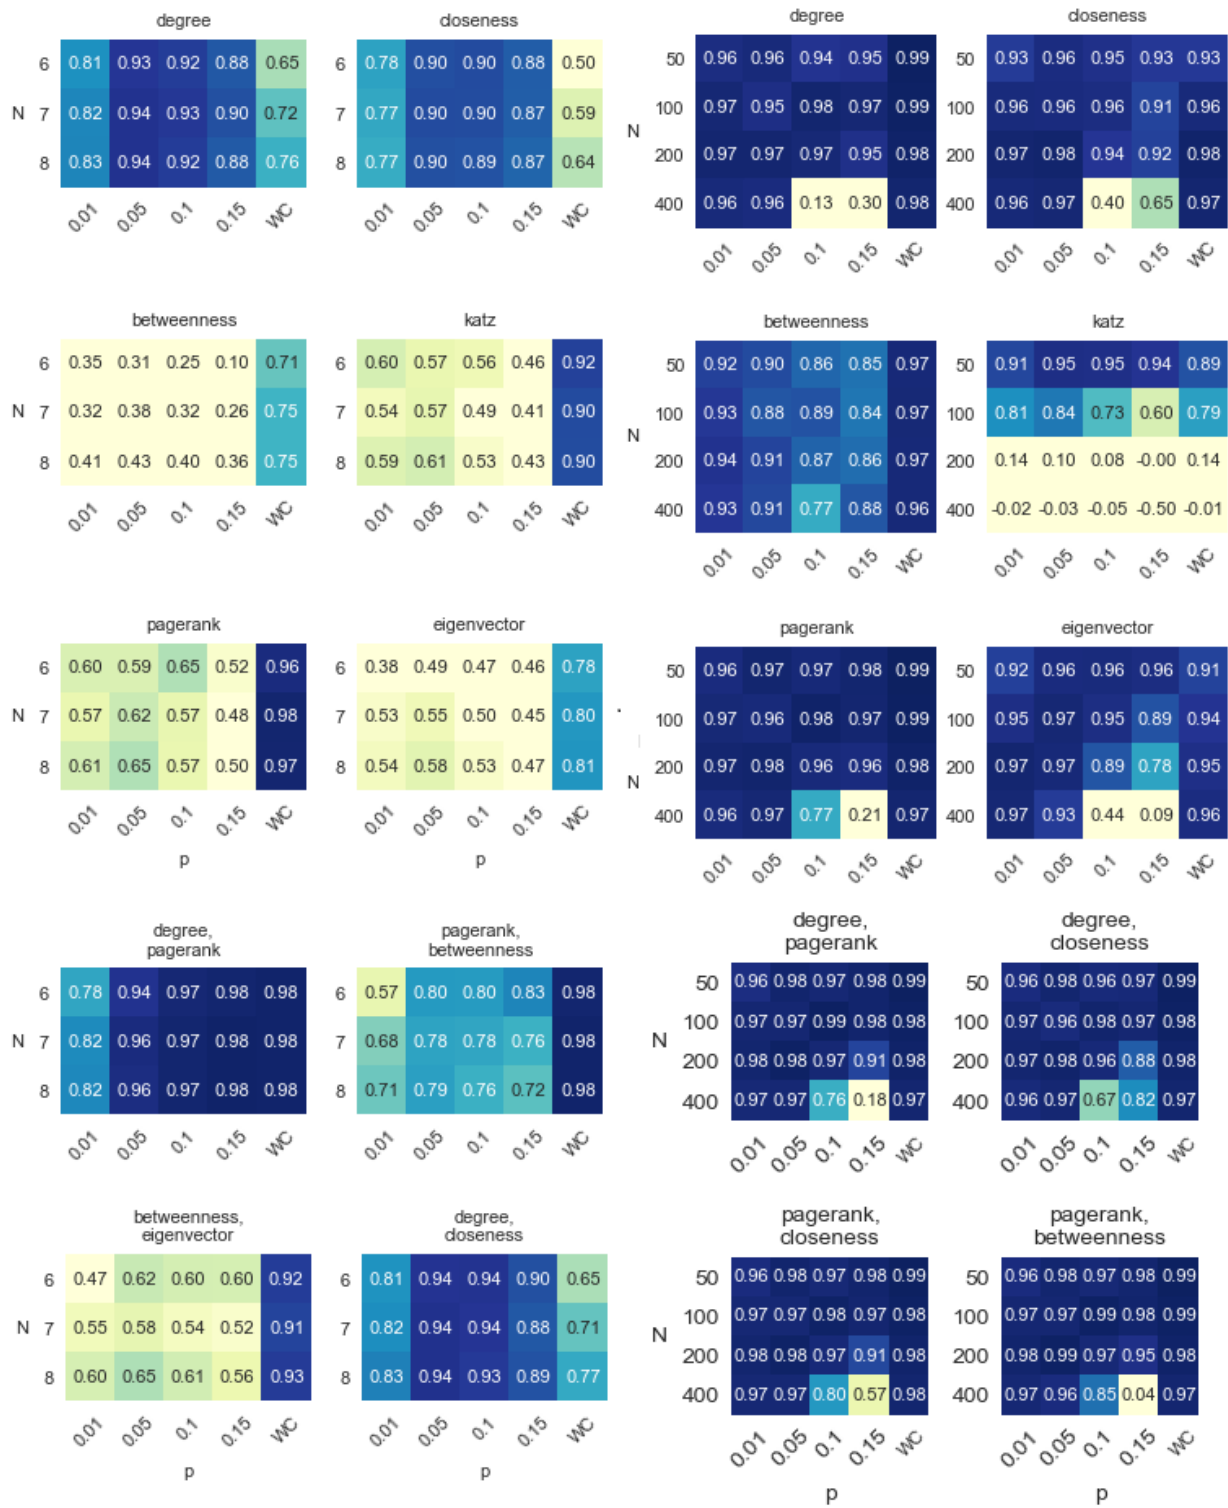 degree
6 0.81 0.93 0.92 0.88 0.65
N 7 0.82 0.94 0.93 0.90 0.72
8 0.83 0.94 0.92 0.88 0.76
0.01 0.05 0.1 0.15 WC
closeness
6 0.78 0.90 0.90 0.88 0.50
7 0.77 0.90 0.90 0.87 0.59
8 0.77 0.90 0.89 0.87 0.64
0.01 0.05 0.1 0.15 WC
degree
50 0.96 0.96 0.94 0.95 0.99
100 0.97 0.95 0.98 0.97 0.99
N
200 0.97 0.97 0.97 0.95 0.98
400 0.96 0.96 0.13 0.30 0.98
0.01 0.05 0.1 0.15 WC
closeness
50 0.93 0.96 0.95 0.93 0.93
100 0.96 0.96 0.96 0.91 0.96
200 0.97 0.98 0.94 0.92 0.98
400 0.96 0.97 0.40 0.65 0.97
0.01 0.05 0.1 0.15 WC
betweenness
6 0.35 0.31 0.25 0.10 0.71
N 7 0.32 0.38 0.32 0.26 0.75
8 0.41 0.43 0.40 0.36 0.75
0.01 0.05 0.1 0.15 WC
katz
6 0.60 0.57 0.56 0.46 0.92
7 0.54 0.57 0.49 0.41 0.90
8 0.59 0.61 0.53 0.43 0.90
0.01 0.05 0.1 0.15 WC
betweenness
50 0.92 0.90 0.86 0.85 0.97
100 0.93 0.88 0.89 0.84 0.97
N
200 0.94 0.91 0.87 0.86 0.97
400 0.93 0.91 0.77 0.88 0.96
0.01 0.05 0.1 0.15 WC
katz
50 0.91 0.95 0.95 0.94 0.89
100 0.81 0.84 0.73 0.60 0.79
200 0.14 0.10 0.08 -0.00 0.14
400 -0.02 -0.03 -0.05 -0.50 -0.01
0.01 0.05 0.1 0.15 WC
pagerank
6 0.60 0.59 0.65 0.52 0.96
N 7 0.57 0.62 0.57 0.48 0.98
8 0.61 0.65 0.57 0.50 0.97
0.01 0.05 0.1 0.15 WC
p
eigenvector
6 0.38 0.49 0.47 0.46 0.78
7 0.53 0.55 0.50 0.45 0.80
8 0.54 0.58 0.53 0.47 0.81
0.01 0.05 0.1 0.15 WC
pagerank
50 0.96 0.97 0.97 0.98 0.99
100 0.97 0.96 0.98 0.97 0.99
200 0.97 0.98 0.96 0.96 0.98
N
400 0.96 0.97 0.77 0.21 0.97
0.01 0.05 0.1 0.15 WC
eigenvector
50 0.92 0.96 0.96 0.96 0.91
100 0.95 0.97 0.95 0.89 0.94
200 0.97 0.97 0.89 0.78 0.95
400 0.97 0.93 0.44 0.09 0.96
0.01 0.05 0.1 0.15 WC
degree,
pagerank
6 0.78 0.94 0.97 0.98 0.98
N 7 0.82 0.96 0.97 0.98 0.98
8 0.82 0.96 0.97 0.98 0.98
0.01 0.05 0.1 0.15 WC
pagerank,
betweenness
6 0.57 0.80 0.80 0.83 0.98
7 0.68 0.78 0.78 0.76 0.98
8 0.71 0.79 0.76 0.72 0.98
0.01 0.05 0.1 0.15 WC
degree,
pagerank
50 0.96 0.98 0.97 0.98 0.99
100 0.97 0.97 0.99 0.98 0.98
N
200 0.98 0.98 0.97 0.91 0.98
400 0.97 0.97 0.76 0.18 0.97
0.01 0.05 0.1 0.15 WC
degree,
closeness
50 0.96 0.98 0.96 0.97 0.99
100 0.97 0.96 0.98 0.97 0.98
200 0.97 0.98 0.96 0.88 0.98
400 0.96 0.97 0.67 0.82 0.97
0.01 0.05 0.1 0.15 WC
betweenness,
eigenvector
6 0.47 0.62 0.60 0.60 0.92
N 7 0.55 0.58 0.54 0.52 0.91
8 0.60 0.65 0.61 0.56 0.93
0.01 0.05 0.1 0.15 WC
p
degree,
closeness
6 0.81 0.94 0.94 0.90 0.65
7 0.82 0.94 0.94 0.88 0.71
8 0.83 0.94 0.93 0.89 0.77
0.01 0.05 0.1 0.15 WC
pagerank,
closeness
50 0.96 0.98 0.97 0.98 0.99
100 0.97 0.97 0.98 0.97 0.98
N
200 0.98 0.98 0.97 0.91 0.98
400 0.97 0.97 0.80 0.57 0.98
0.01 0.05 0.1 0.15 WC
p
pagerank,
betweenness
50 0.96 0.98 0.97 0.98 0.99
100 0.97 0.97 0.99 0.98 0.99
200 0.98 0.99 0.97 0.95 0.98
400 0.97 0.96 0.85 0.04 0.97
0.01 0.05 0.1 0.15 WC
p